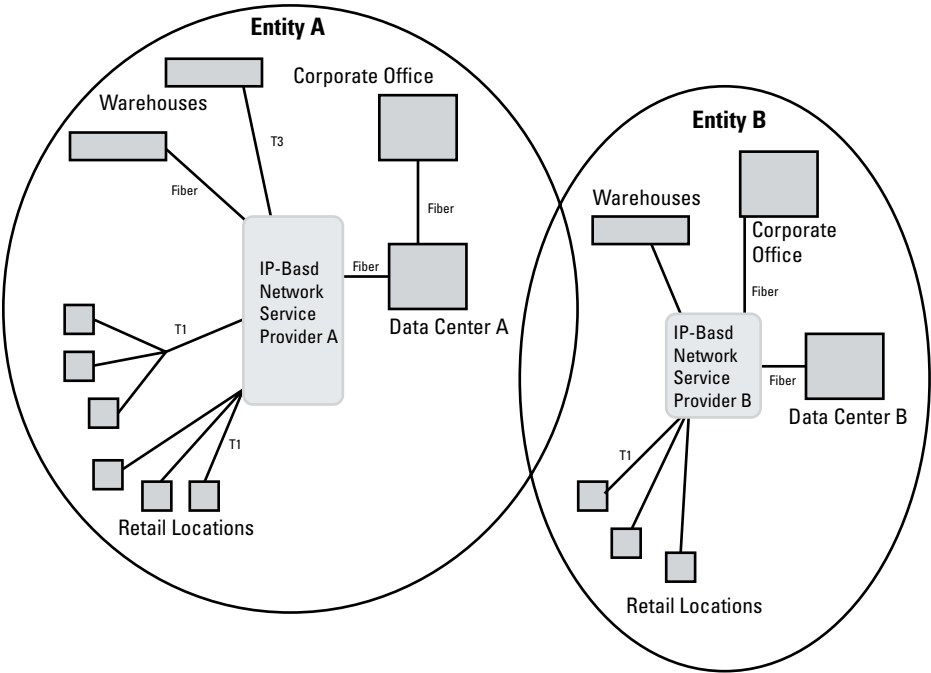 Entity A
Corporate Office
Warehouses
T3
Fiber
Fiber
IP-Basd
Network
Service
Provider A
Fiber
Data Center A
T1
T1
Retail Locations
Entity B
Warehouses
Corporate
Office
Fiber
IP-Basd
Network
Service
Provider B
Fiber
Data Center B
T1
Retail Locations